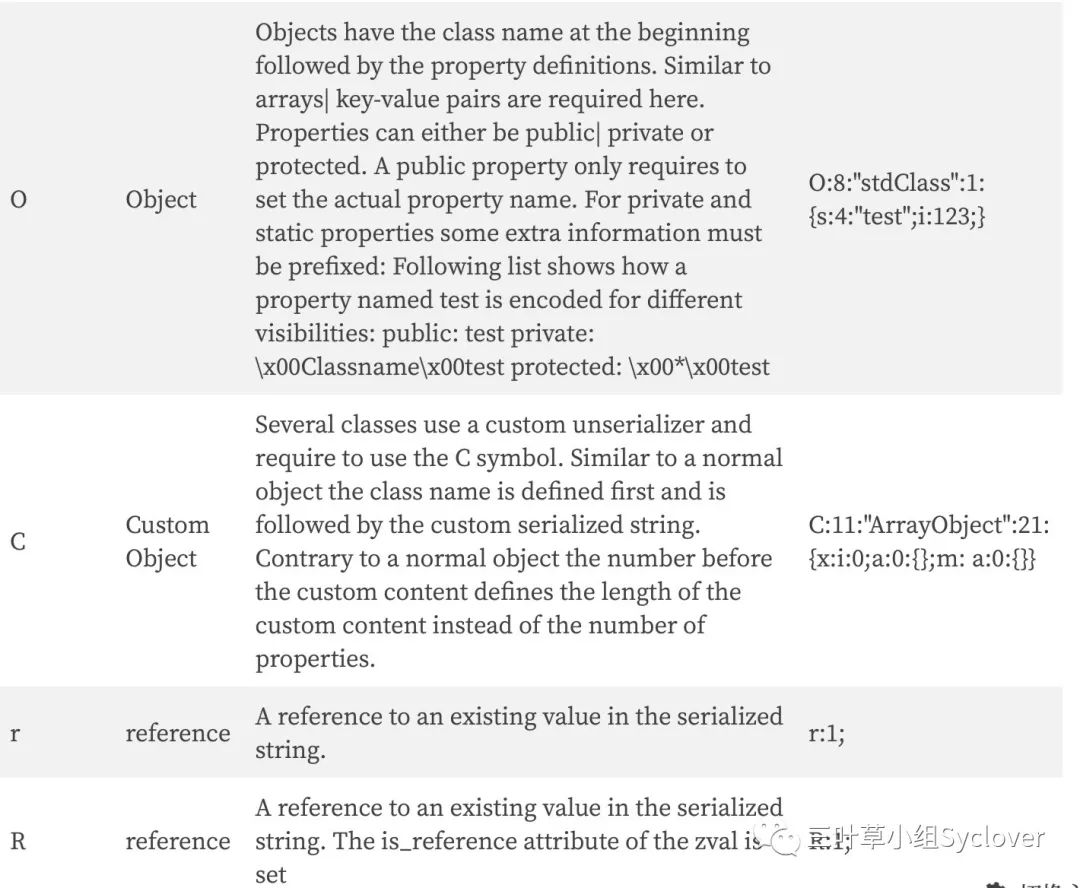 Objects have the class name at the beginning
followed by the property definitions. Similar to
arrays| key-value pairs are required here.
Properties can either be public| private or
protected. A public property only requires to
O Object set the actual property name. For private and
O:8:"stdClass":1:
{s:4:"test";i:123;}
static properties some extra information must
be prefixed: Following list shows how a
property named test is encoded for different
visibilities: public: test private:
\x00Classname\x00test protected: \x00*\x00test
Several classes use a custom unserializer and
require to use the C symbol. Similar to a normal
object the class name is defined first and is
followed by the custom serialized string.
C
Custom
Object
Contrary to a normal object the number before
the custom content defines the length of the
custom content instead of the number of
properties.
C:11:"ArrayObject":21:
{x:i:0;a:0:{};m: a:0:{}}
r
reference
A reference to an existing value in the serialized
string.
r:1;
R
reference
A reference to an existing value in the serialized
string. The is_reference attribute of the zval is
set
R:1;
三叶草小组Syclover